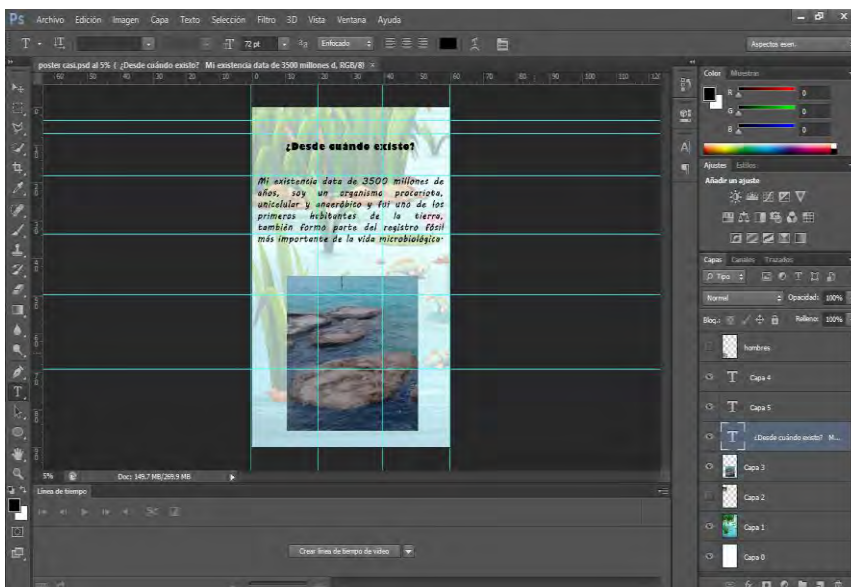 Ps Archivo Edición Imagen Capa Texto Selección Filtro 3D Vista Ventana Ayuda
T 72 pt Enfocado Aspectos esen.
poster casi.psd al 5% ( ¿Desde cuándo existo? Mi existencia data de 3500 millones d, RGB/8) ×
¿Desde cuándo existo?
Mi existencia data de 3500 millones de
años, soy un organismo procariota,
unicelular y anaeróbico y fui uno de los
primeros habitantes de la tierra,
también formo parte del registro fósil
más importante de la vida microbiológica.
5% Doc: 149.7 MB/269.9 MB
Línea de tiempo
Crear línea de tiempo de vídeo
Color Muestras
R 0
G 0
B 0
Ajustes Estilos
Añadir un ajuste
Capas Canales Trazados
Tipo
Normal Opacidad: 100%
Bloq.: Relleno: 100%
hombres
Capa 4
Capa 5
¿Desde cuándo existo? M...
Capa 3
Capa 2
Capa 1
Capa 0